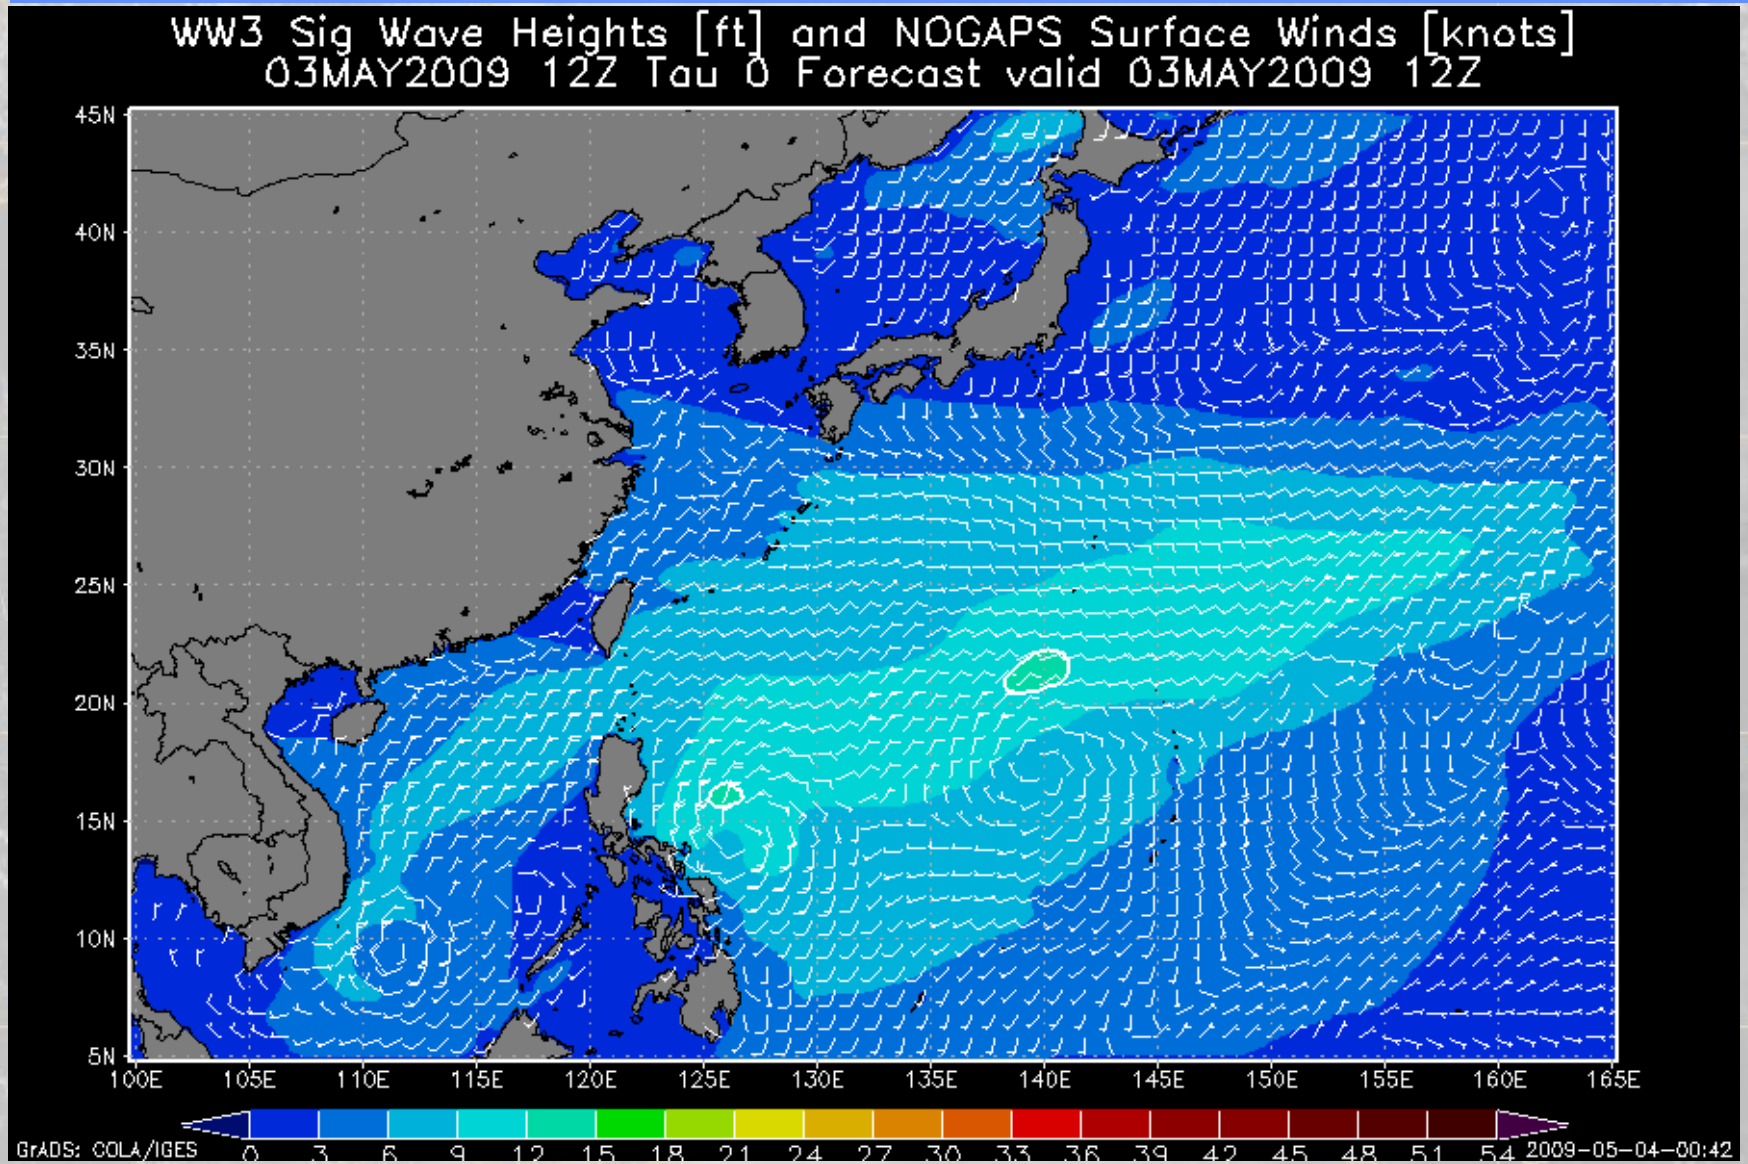 WW3 Sig Wave Heights [ft] and NOGAPS Surface Winds [knots]
03MAY2009 12Z Tau 0 Forecast valid 03MAY2009 12Z
45N
40N
35N
30N
25N
20N
15N
10N
5N
100E 105E 110E 115E 120E 125E 130E 135E 140E 145E 150E 155E 160E 165E
GrADS: COLA/IGES 0 3 6 9 12 15 18 21 24 27 30 33 36 39 42 45 48 51 54 2009-05-04-00:42